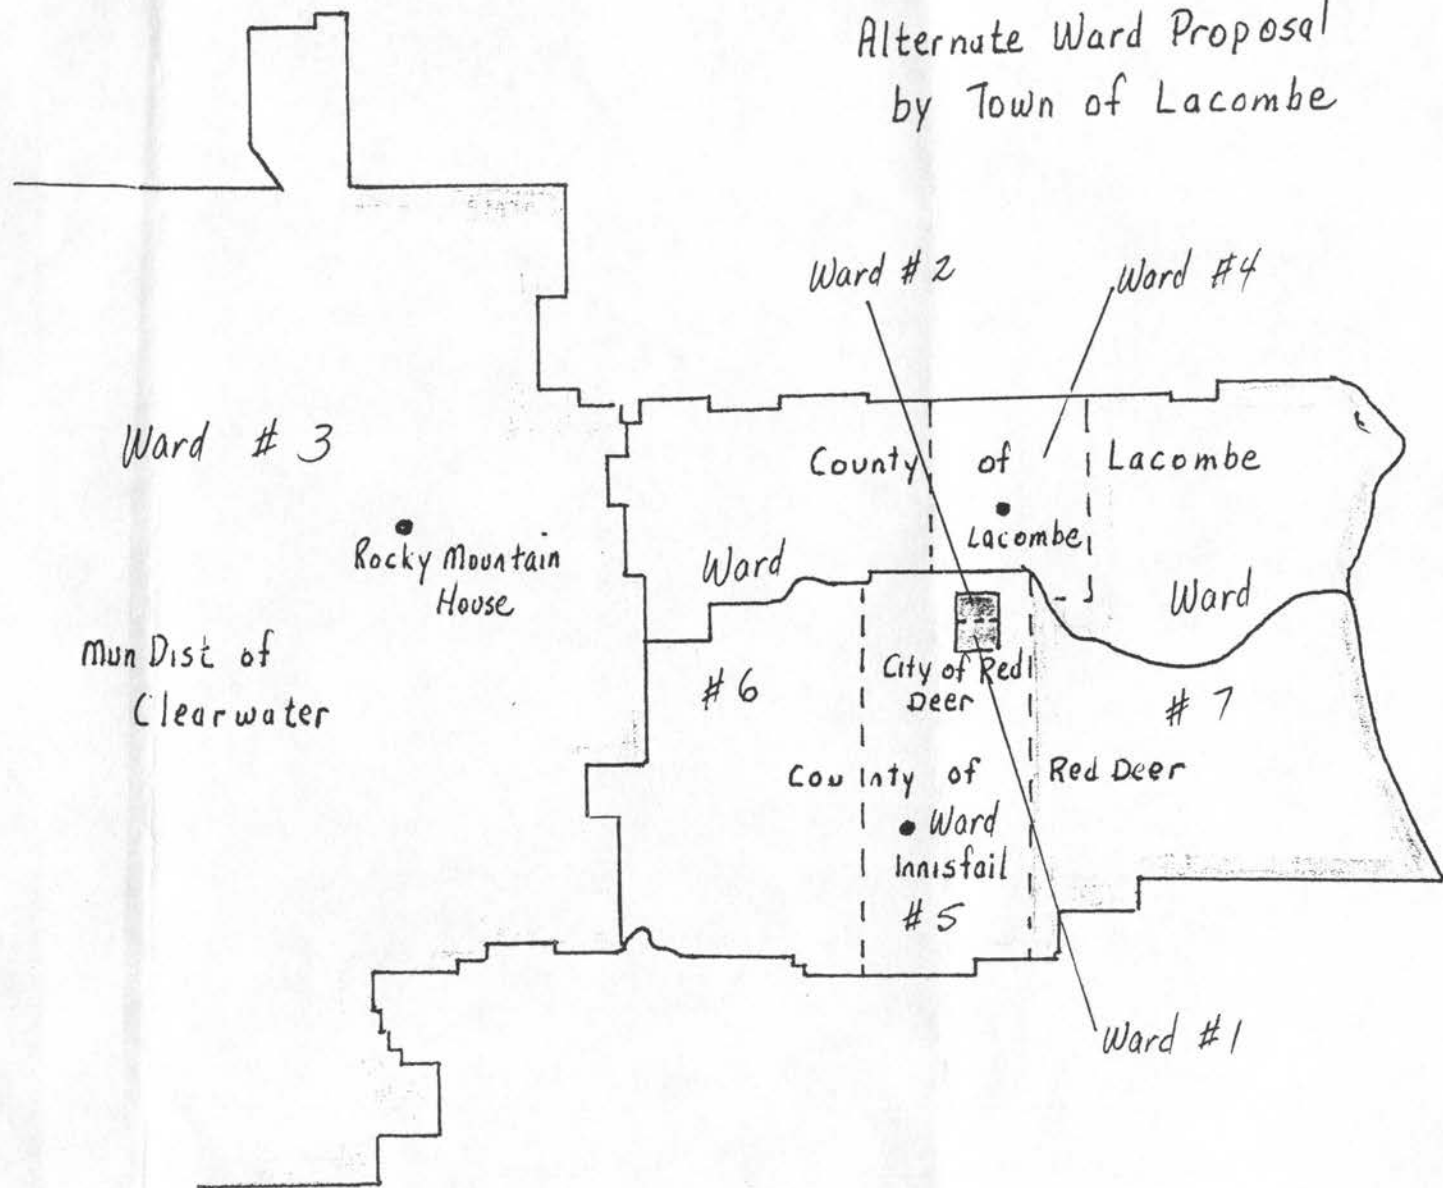 Alternate Ward Proposal
by Town of Lacombe
Ward #2
Ward #4
Ward # 3
County of Lacombe
Lacombe
Rocky Mountain
House
Ward
Ward
Mun Dist of
Clearwater
#6
City of Red
Deer
#7
County of Red Deer
Ward
Innisfail
#5
Ward #1